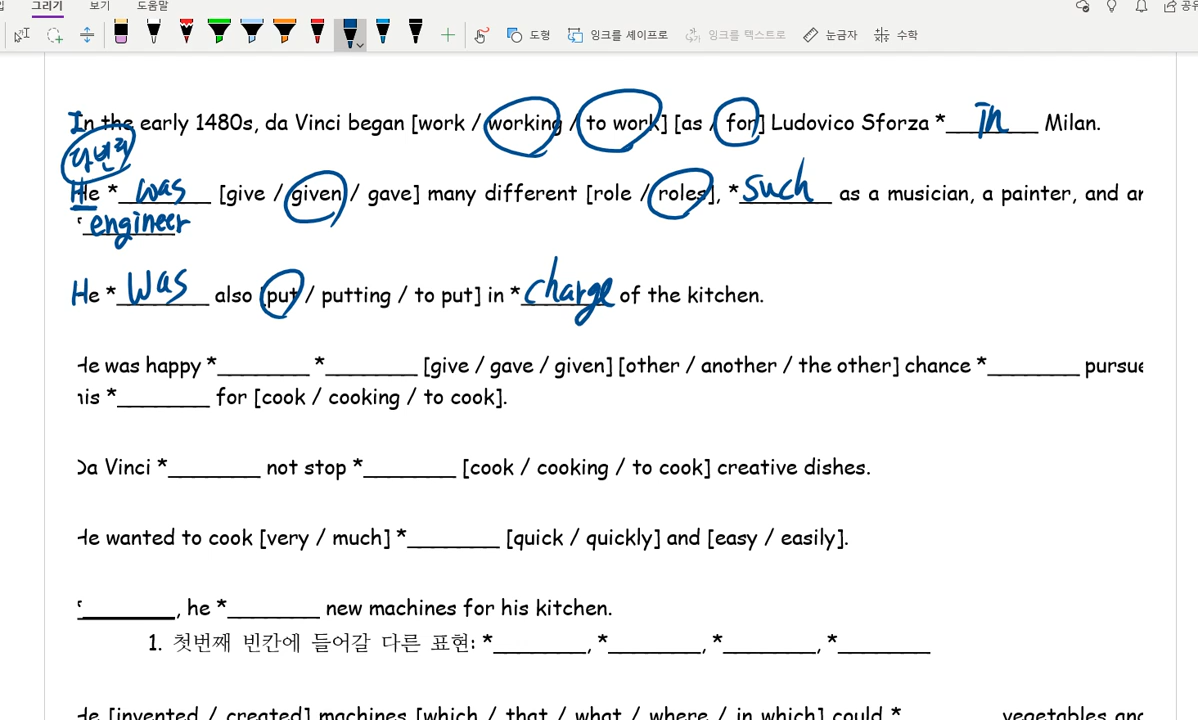 그리기 보기 도움말
도형 잉크를 셰이프로 잉크를 텍스트로 눈금자 수학
In the early 1480s, da Vinci began [work / working / to work] [as / for] Ludovico Sforza *in Milan.
He *was [give / given / gave] many different [role / roles], *such as a musician, a painter, and an
engineer
He *was also [put / putting / to put] in *charge of the kitchen.
He was happy *________ *________ [give / gave / given] [other / another / the other] chance *________ pursue
his *________ for [cook / cooking / to cook].
Da Vinci *________ not stop *________ [cook / cooking / to cook] creative dishes.
He wanted to cook [very / much] *________ [quick / quickly] and [easy / easily].
________, he *________ new machines for his kitchen.
1. 첫번째 빈칸에 들어갈 다른 표현: *________, *________, *________, *________
He [invented / created] machines [which / that / what / where / in which] could *________ vegetables and